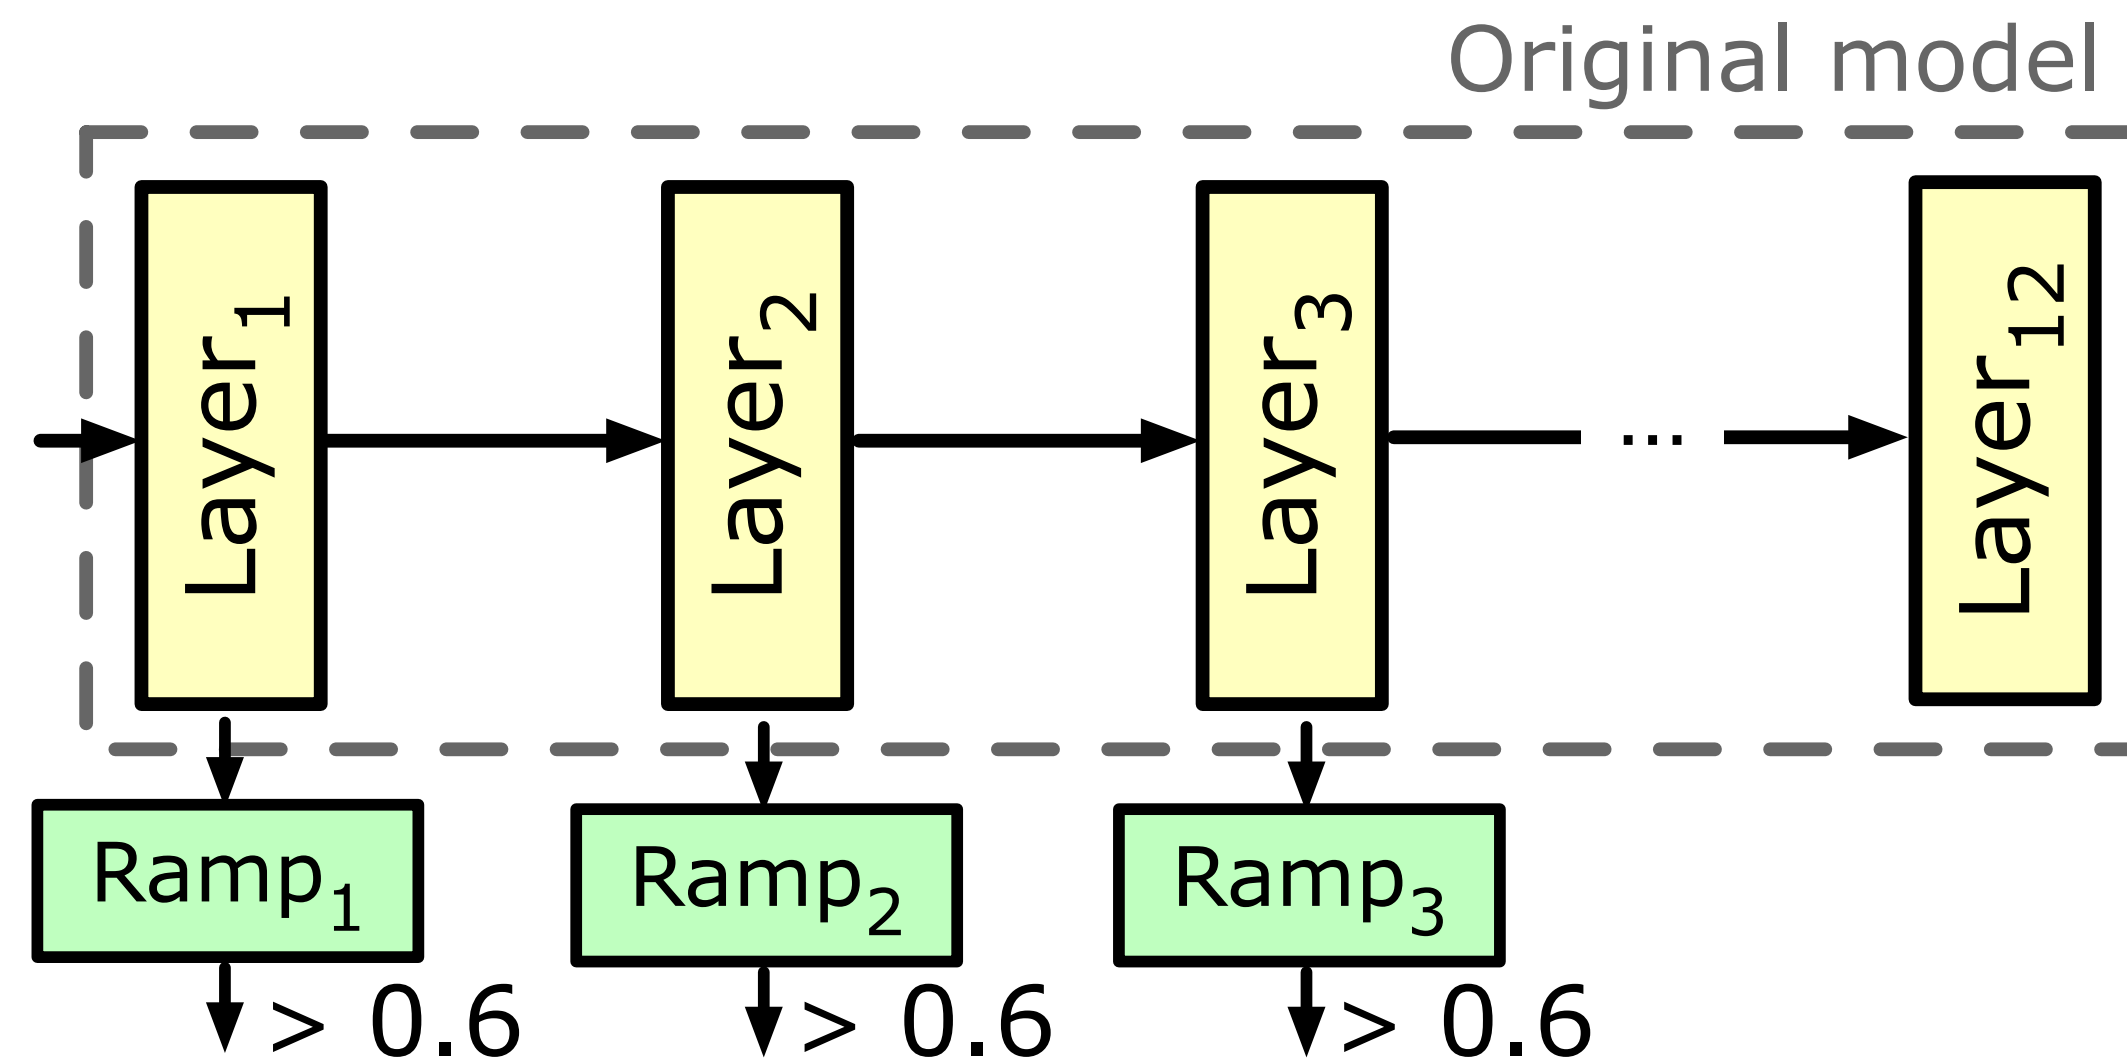 Original model
Layer1
Layer2
Layer3
...
Layer12
Ramp1
Ramp2
Ramp3
> 0.6
> 0.6
> 0.6